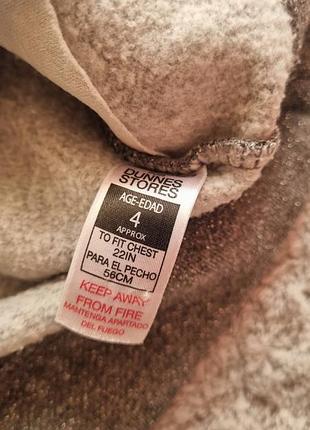 DUNNES
STORES
AGE-EDAD
4
APPROX
TO FIT CHEST
22IN
PARA EL PECHO
56CM
KEEP AWAY
FROM FIRE
MANTENGA APARTADO
DEL FUEGO